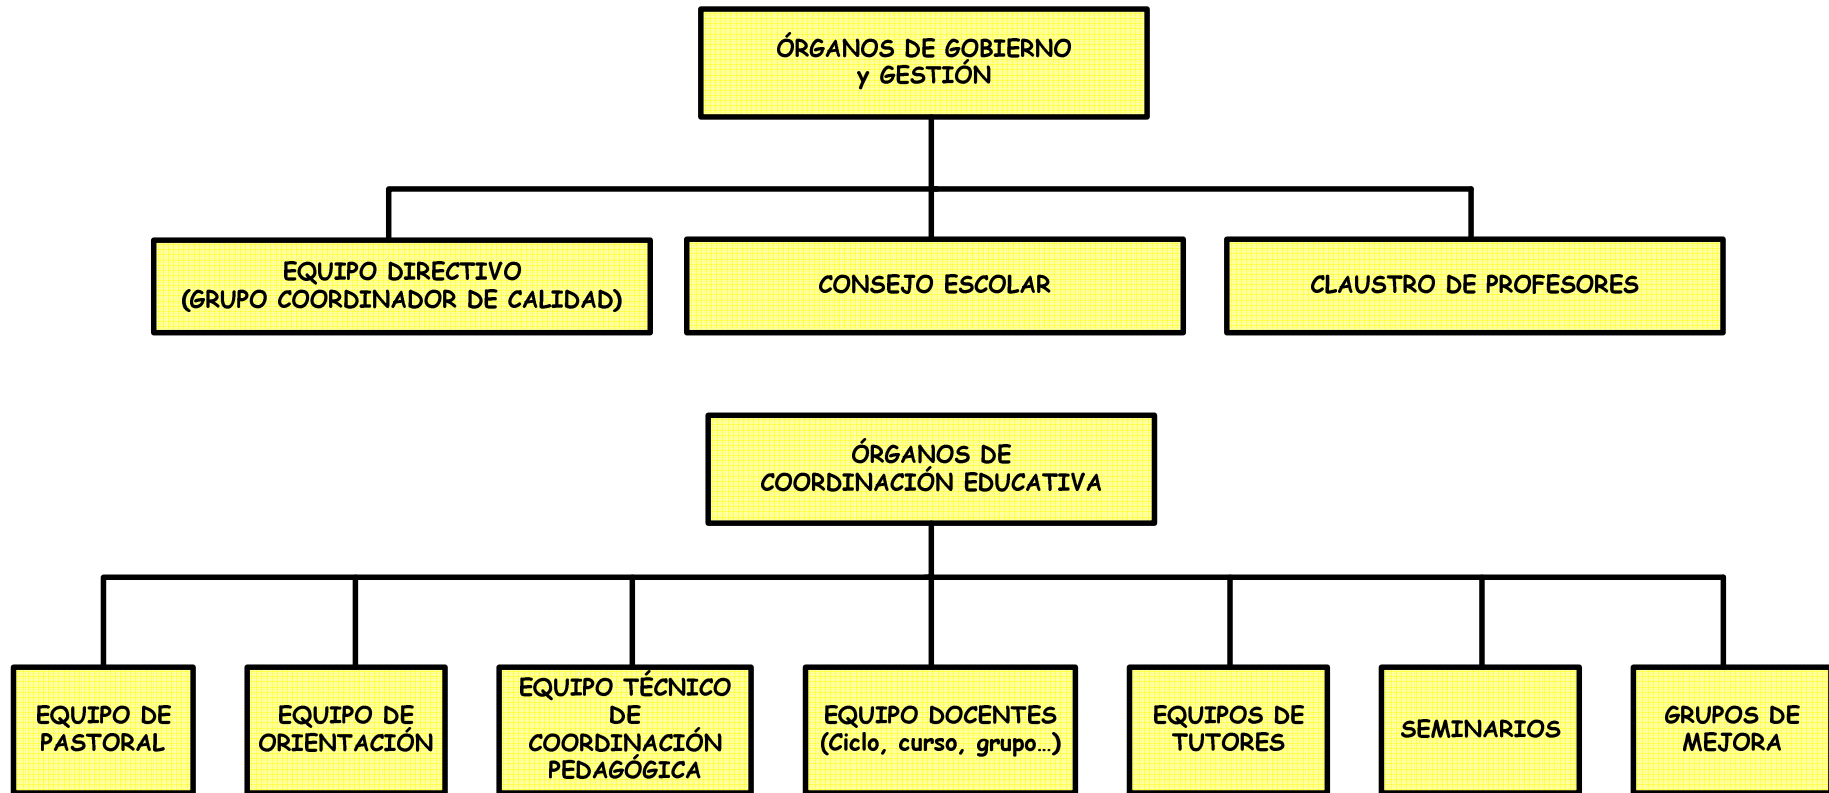 ÓRGANOS DE GOBIERNO
y GESTIÓN
EQUIPO DIRECTIVO
(GRUPO COORDINADOR DE CALIDAD)
CONSEJO ESCOLAR
CLAUSTRO DE PROFESORES
ÓRGANOS DE
COORDINACIÓN EDUCATIVA
EQUIPO DE
PASTORAL
EQUIPO DE
ORIENTACIÓN
EQUIPO TÉCNICO
DE
COORDINACIÓN
PEDAGÓGICA
EQUIPO DOCENTES
(Ciclo, curso, grupo...)
EQUIPOS DE
TUTORES
SEMINARIOS
GRUPOS DE
MEJORA